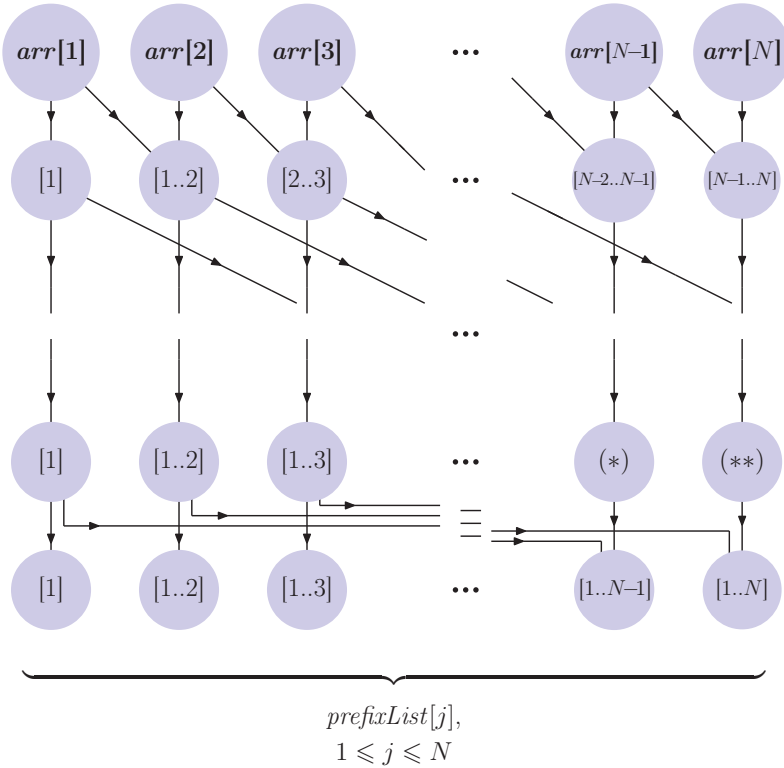 arr[1] arr[2] arr[3] ... arr[N−1] arr[N]
[1] [1..2] [2..3] ... [N−2..N−1] [N−1..N]
...
[1] [1..2] [1..3] ... (*) (**)
[1] [1..2] [1..3] ... [1..N−1] [1..N]
prefixList[j],
1 ⩽ j ⩽ N